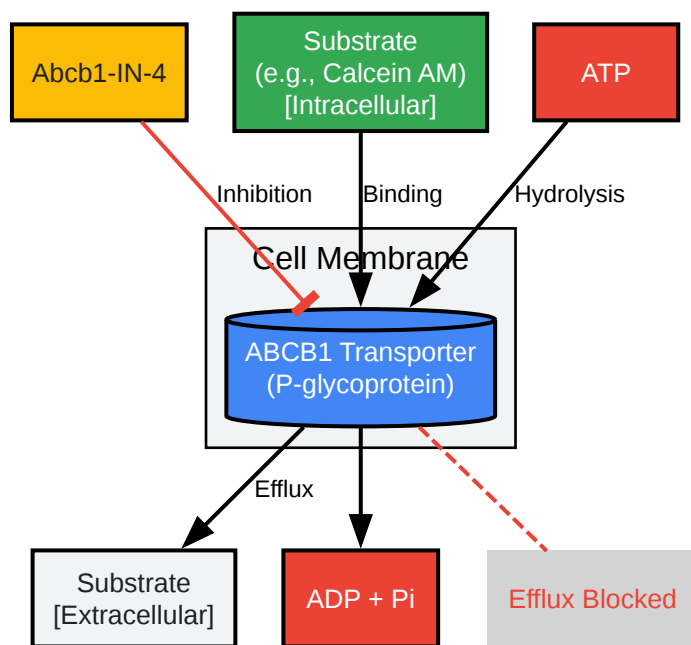 Abcb1-IN-4
Substrate
(e.g., Calcein AM)
[Intracellular]
ATP
Inhibition
Binding
Hydrolysis
Cell Membrane
ABCB1 Transporter
(P-glycoprotein)
Efflux
Substrate
[Extracellular]
ADP + Pi
Efflux Blocked